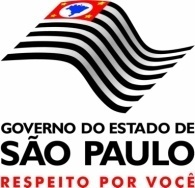 GOVERNO DO ESTADO DE
SÃO PAULO
RESPEITO POR VOCÊ